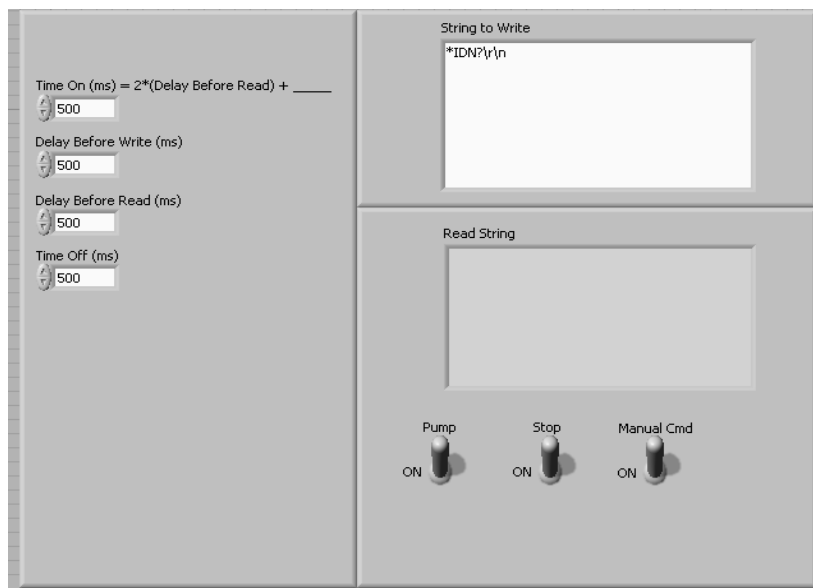 Time On (ms) = 2*(Delay Before Read) + _____
500
Delay Before Write (ms)
500
Delay Before Read (ms)
500
Time Off (ms)
500
String to Write
*IDN?\r\n
Read String
Pump
ON
Stop
ON
Manual Cmd
ON